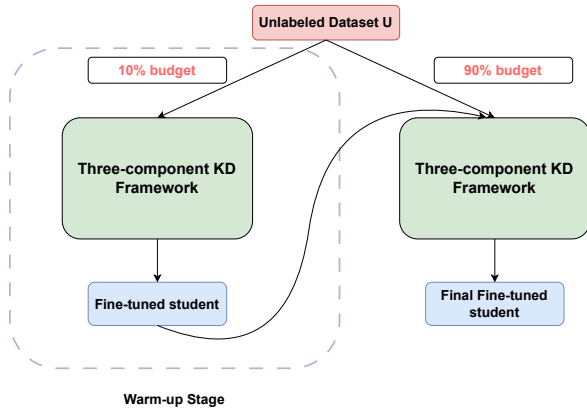 Unlabeled Dataset U
10% budget
90% budget
Three-component KD
Framework
Three-component KD
Framework
Fine-tuned student
Final Fine-tuned
student
Warm-up Stage